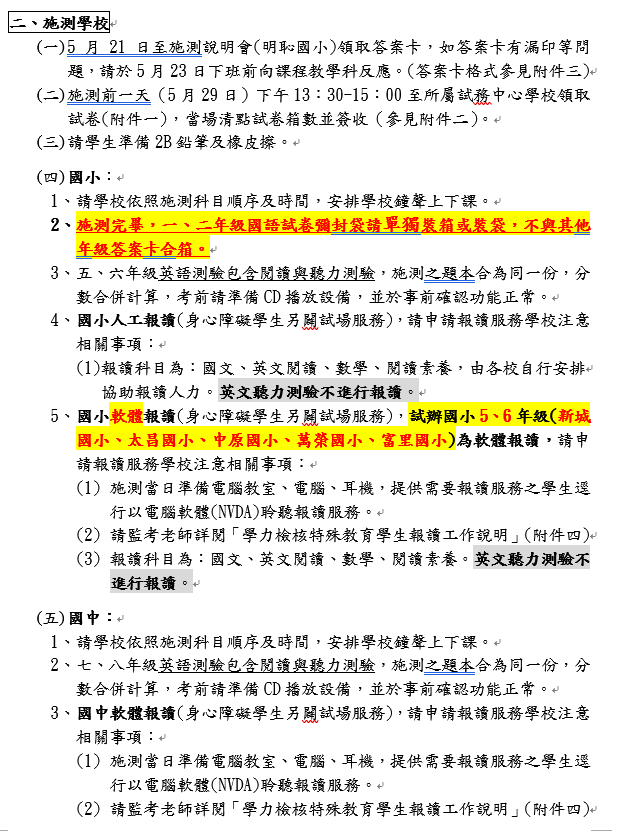 二、施測學校
(一)5 月 21 日至施測說明會(明恥國小)領取答案卡，如答案卡有漏印等問
題，請於 5 月 23 日下班前向課程教學科反應。(答案卡格式參見附件三)
(二)施測前一天（5 月 29 日）下午 13：30-15：00 至所屬試務中心學校領取
試卷(附件一)，當場清點試卷箱數並簽收（參見附件二）。
(三)請學生準備 2B 鉛筆及橡皮擦。
(四)國小：
1、請學校依照施測科目順序及時間，安排學校鐘聲上下課。
2、施測完畢，一、二年級國語試卷彌封袋請單獨裝箱或裝袋，不與其他
年級答案卡合箱。
3、五、六年級英語測驗包含閱讀與聽力測驗，施測之題本合為同一份，分
數合併計算，考前請準備 CD 播放設備，並於事前確認功能正常。
4、國小人工報讀(身心障礙學生另闢試場服務)，請申請報讀服務學校注意
相關事項：
(1)報讀科目為：國文、英文閱讀、數學、閱讀素養，由各校自行安排
協助報讀人力。英文聽力測驗不進行報讀。
5、國小軟體報讀(身心障礙學生另闢試場服務)，試辦國小 5、6 年級(新城
國小、太昌國小、中原國小、萬榮國小、富里國小)為軟體報讀，請申
請報讀服務學校注意相關事項：
(1) 施測當日準備電腦教室、電腦、耳機，提供需要報讀服務之學生逕
行以電腦軟體(NVDA)聆聽報讀服務。
(2) 請監考老師詳閱「學力檢核特殊教育學生報讀工作說明」(附件四)
(3) 報讀科目為：國文、英文閱讀、數學、閱讀素養。英文聽力測驗不
進行報讀。
(五)國中：
1、請學校依照施測科目順序及時間，安排學校鐘聲上下課。
2、七、八年級英語測驗包含閱讀與聽力測驗，施測之題本合為同一份，分
數合併計算，考前請準備 CD 播放設備，並於事前確認功能正常。
3、國中軟體報讀(身心障礙學生另闢試場服務)，請申請報讀服務學校注意
相關事項：
(1) 施測當日準備電腦教室、電腦、耳機，提供需要報讀服務之學生逕
行以電腦軟體(NVDA)聆聽報讀服務。
(2) 請監考老師詳閱「學力檢核特殊教育學生報讀工作說明」(附件四)